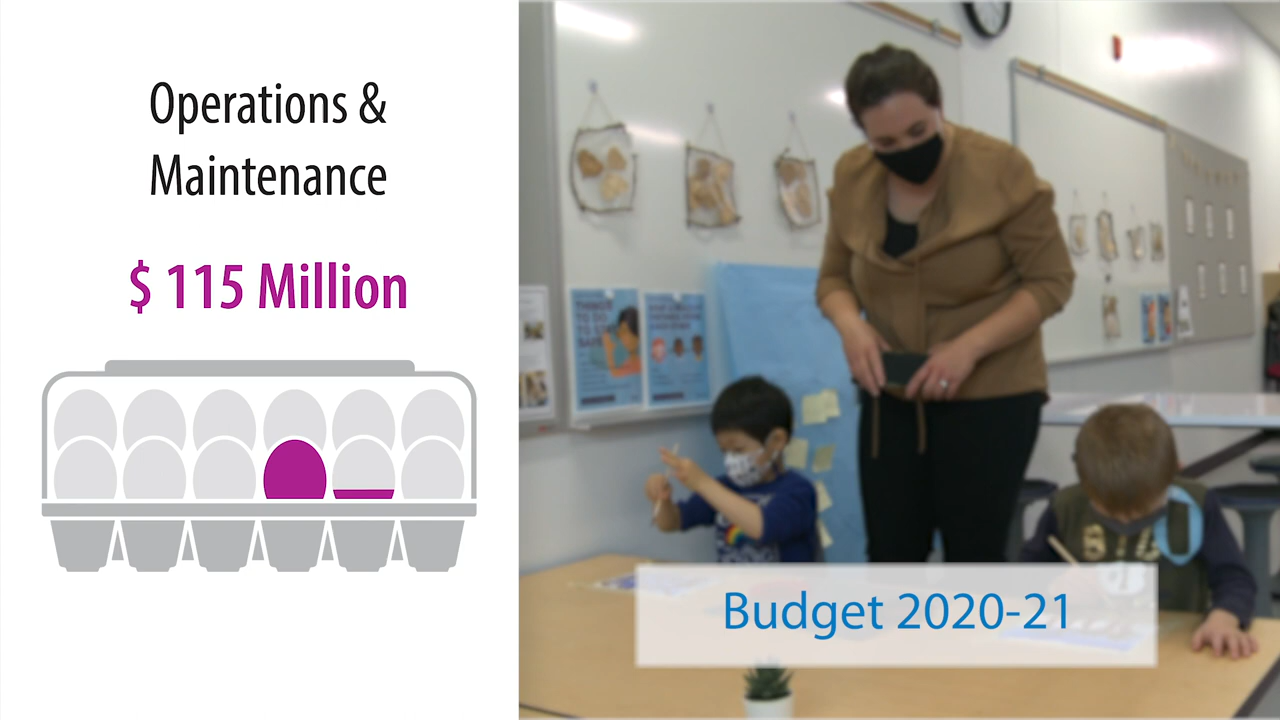 Operations &
Maintenance
$ 115 Million
Budget 2020-21